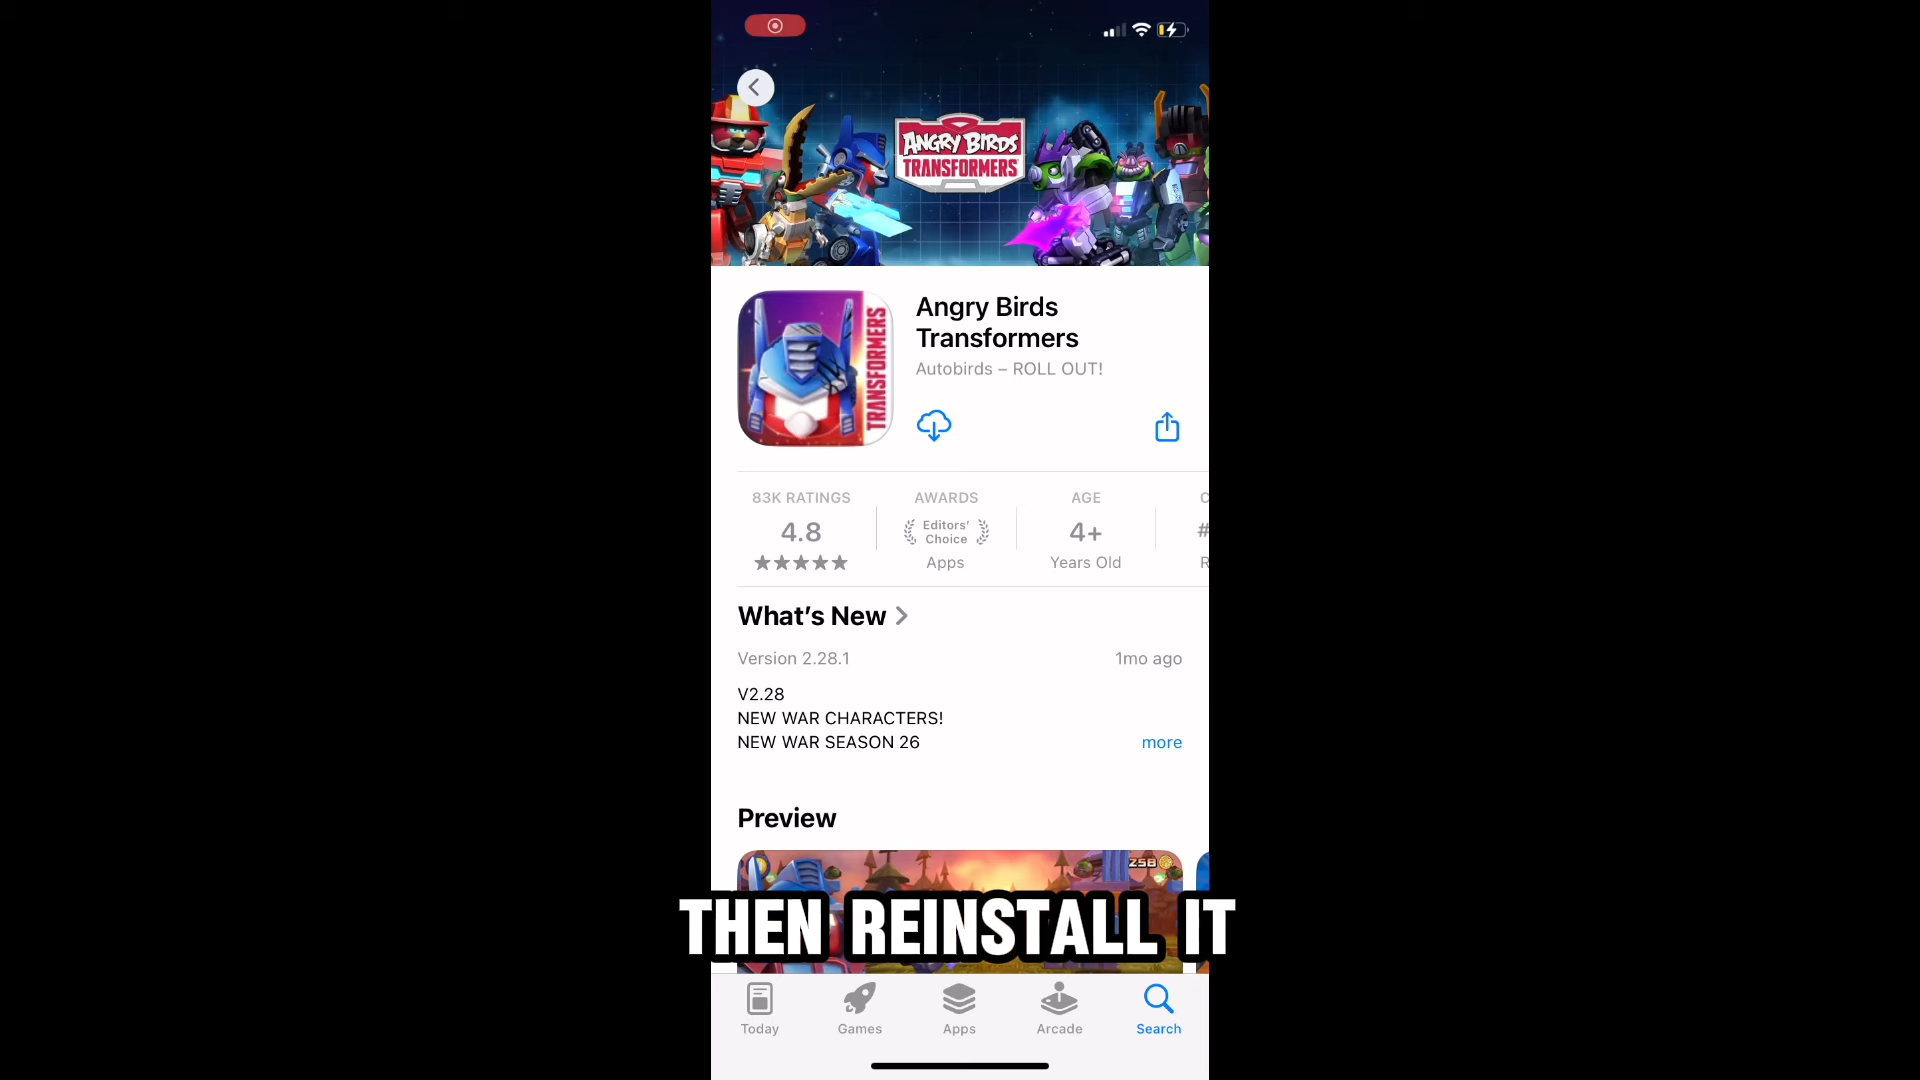 ANGRY BIRDS
TRANSFORMERS
TRANSFORMERS
Angry Birds
Transformers
Autobirds – ROLL OUT!
83K RATINGS
4.8
AWARDS
Editors'
Choice
Apps
AGE
4+
Years Old
C
#
R
What's New
Version 2.28.1
1mo ago
V2.28
NEW WAR CHARACTERS!
NEW WAR SEASON 26
more
Preview
258
THEN REINSTALL IT
Today
Games
Apps
Arcade
Search